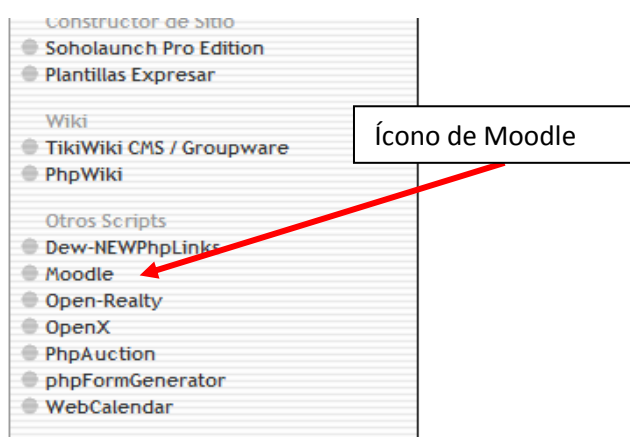 Constructor de Sitio
Soholaunch Pro Edition
Plantillas Expresar
Wiki
TikiWiki CMS / Groupware
PhpWiki
Ícono de Moodle
Otros Scripts
Dew-NEWPhpLinks
Moodle
Open-Realty
OpenX
PhpAuction
phpFormGenerator
WebCalendar